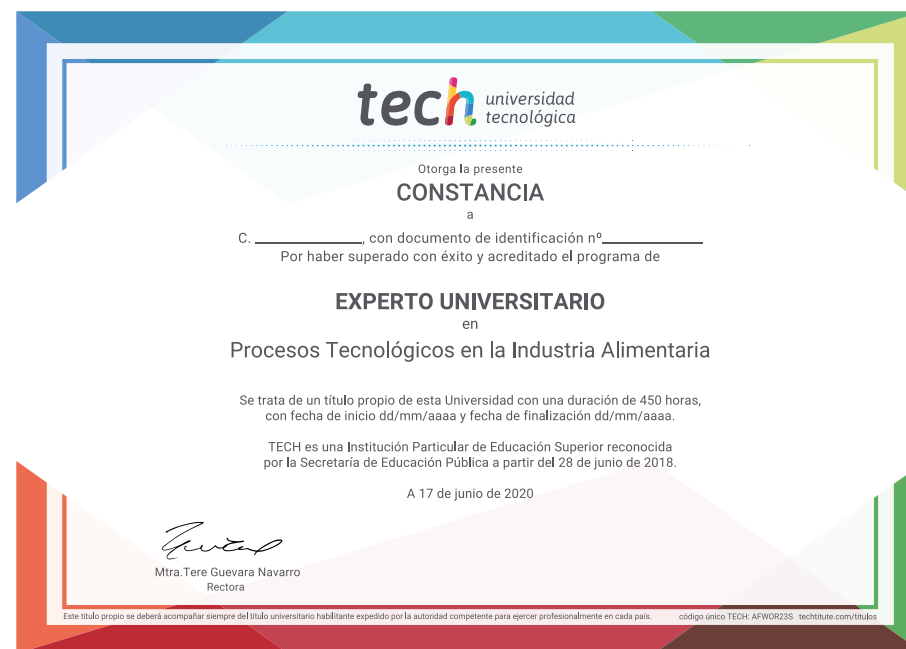 tech universidad
tecnológica
Otorga la presente
CONSTANCIA
a
C. ____________, con documento de identificación nº____________
Por haber superado con éxito y acreditado el programa de
EXPERTO UNIVERSITARIO
en
Procesos Tecnológicos en la Industria Alimentaria
Se trata de un título propio de esta Universidad con una duración de 450 horas,
con fecha de inicio dd/mm/aaaa y fecha de finalización dd/mm/aaaa.
TECH es una Institución Particular de Educación Superior reconocida
por la Secretaría de Educación Pública a partir del 28 de junio de 2018.
A 17 de junio de 2020
Mtra.Tere Guevara Navarro
Rectora
Este título propio se deberá acompañar siempre del título universitario habilitante expedido por la autoridad competente para ejercer profesionalmente en cada país. código único TECH: AFWOR23S techtitute.com/titulos